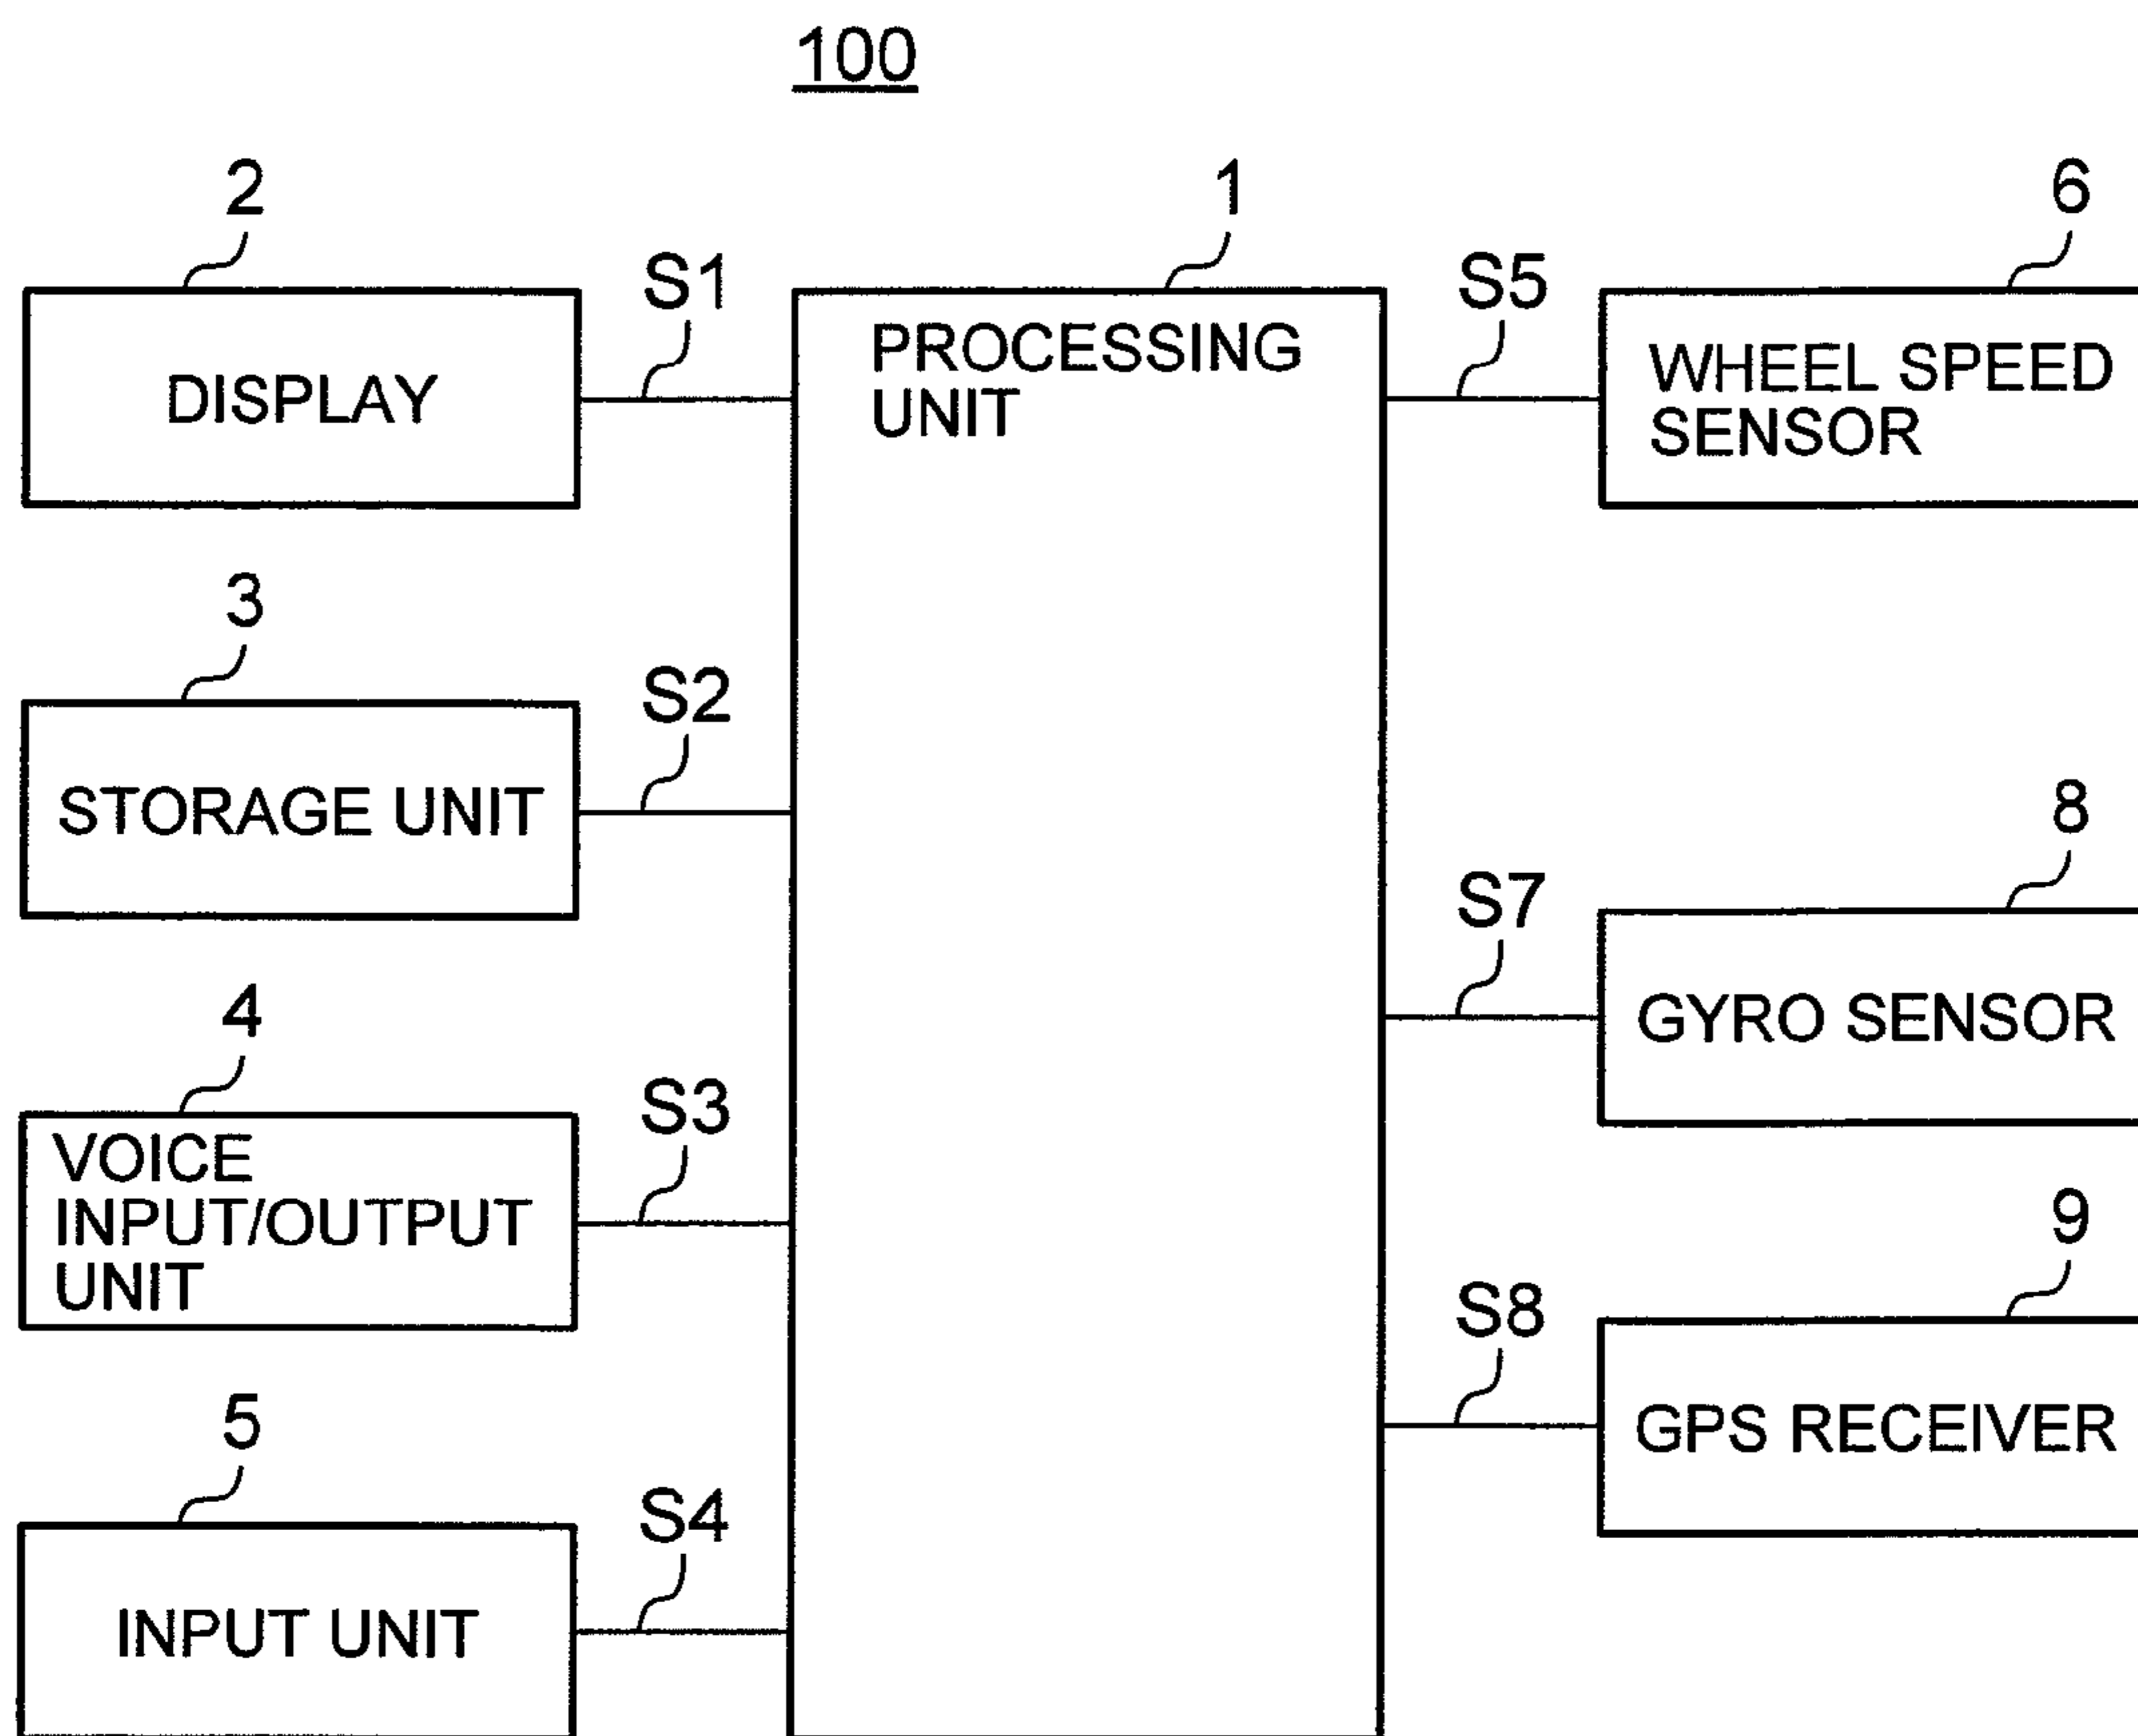 100
2
S1
DISPLAY
3
S2
STORAGE UNIT
4
S3
VOICE
INPUT/OUTPUT
UNIT
5
S4
INPUT UNIT
1
PROCESSING
UNIT
6
S5
WHEEL SPEED
SENSOR
8
S7
GYRO SENSOR
9
S8
GPS RECEIVER